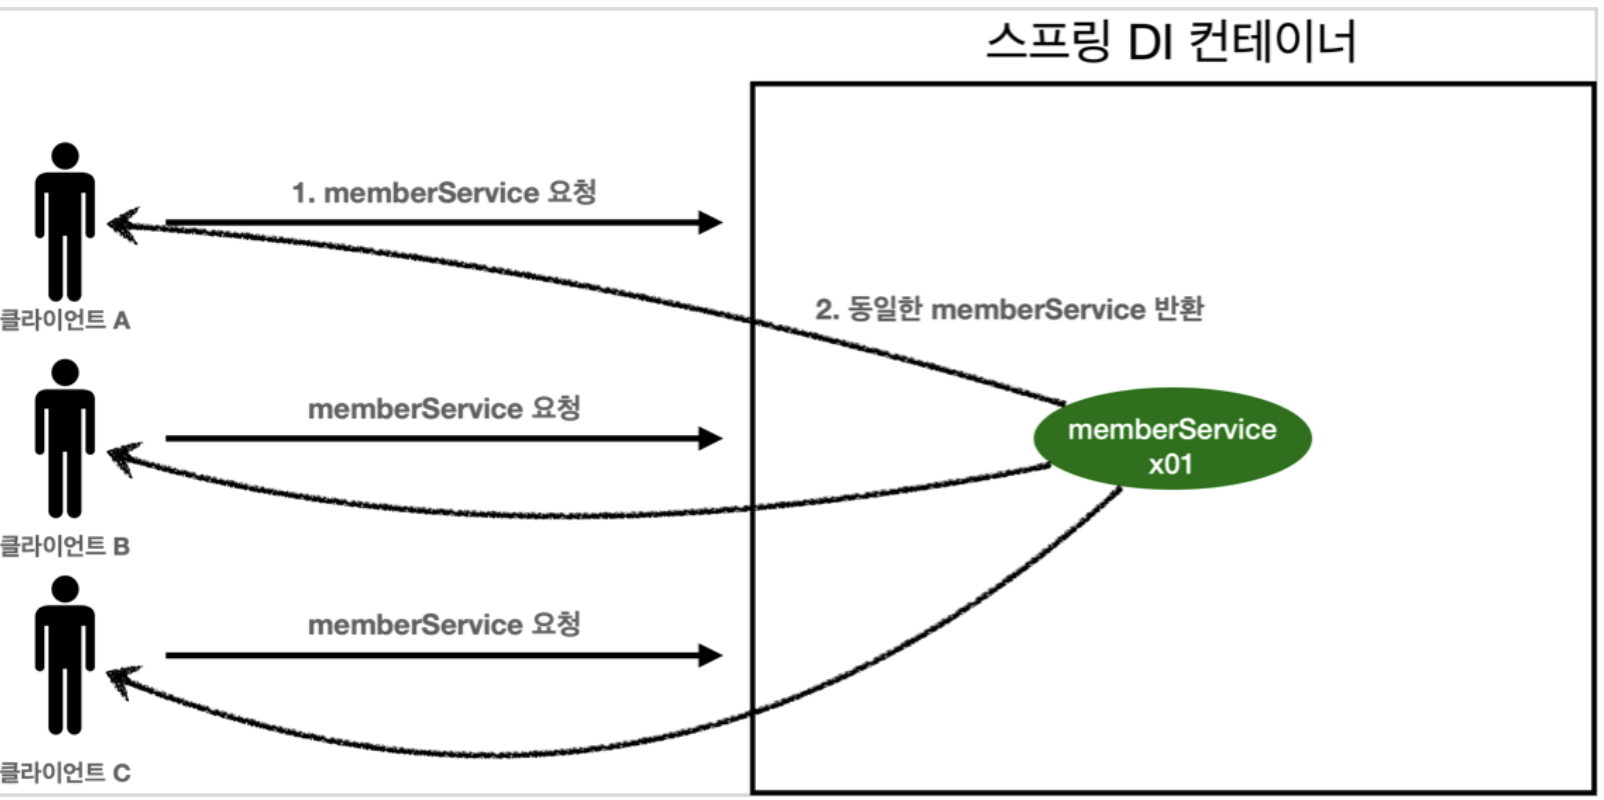 스프링 DI 컨테이너
1. memberService 요청
클라이언트 A
2. 동일한 memberService 반환
memberService 요청
memberService
x01
클라이언트 B
memberService 요청
클라이언트 C